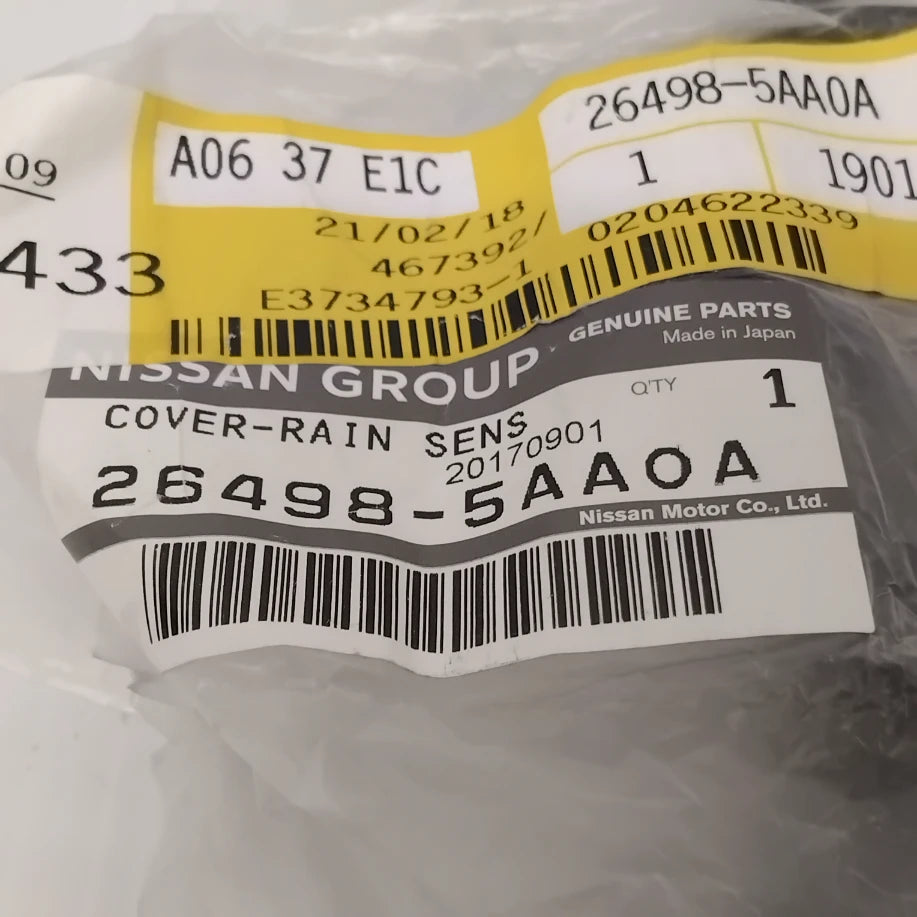 09
433
A06 37 E1C
26498-5AA0A
1
1901
21/02/18
467392/
0204622339
E3734793-1
NISSAN GROUP
GENUINE PARTS
Made in Japan
Q'TY 1
COVER-RAIN SENS
20170901
26498-5AA0A
Nissan Motor Co., Ltd.